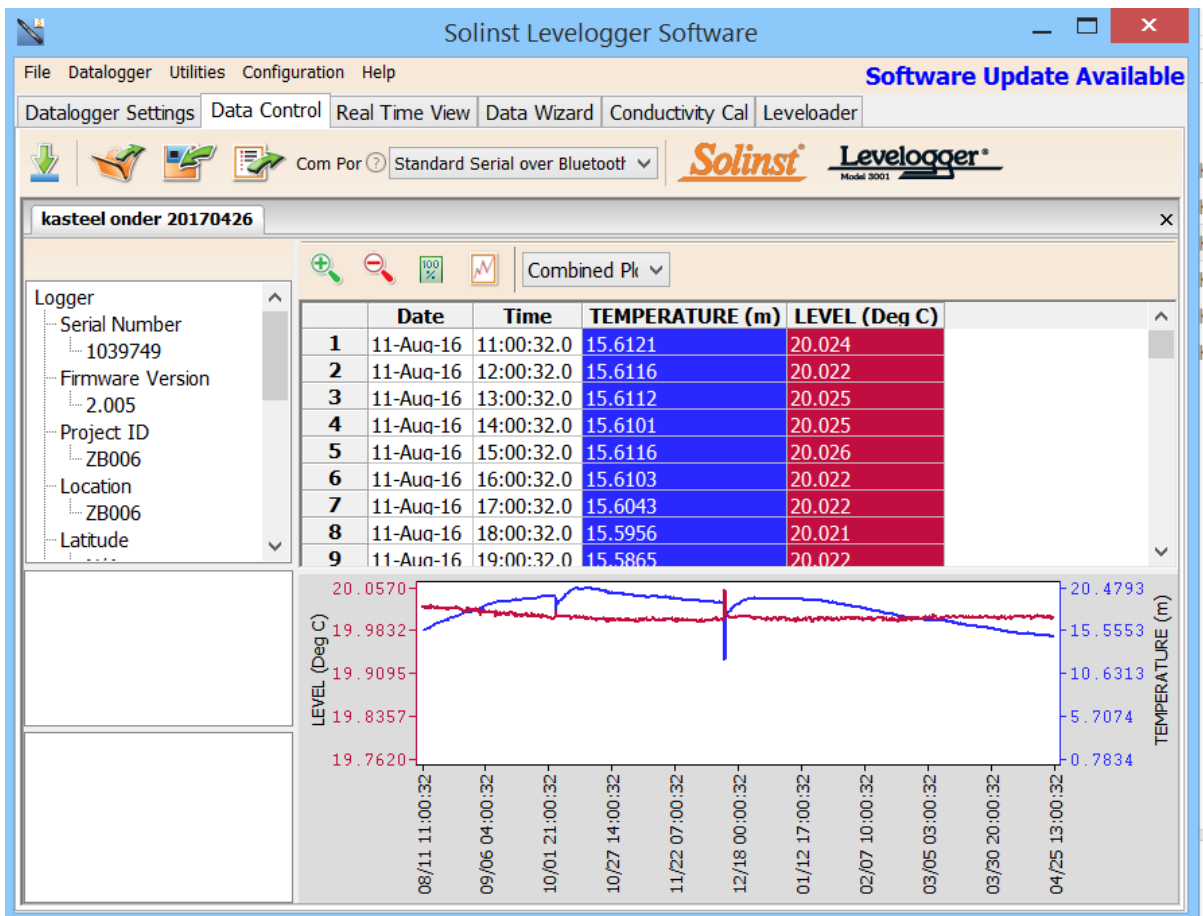 Solinst Levelogger Software
File Datalogger Utilities Configuration Help
Software Update Available
Datalogger Settings Data Control Real Time View Data Wizard Conductivity Cal Leveloader
Com Por ? Standard Serial over Bluetooth Solinst Levelogger®
Model 3001
kasteel onder 20170426
100 % Combined Plo
Logger
Serial Number
1039749
Firmware Version
2.005
Project ID
ZB006
Location
ZB006
Latitude
Date Time TEMPERATURE (m) LEVEL (Deg C)
1 11-Aug-16 11:00:32.0 15.6121 20.024
2 11-Aug-16 12:00:32.0 15.6116 20.022
3 11-Aug-16 13:00:32.0 15.6112 20.025
4 11-Aug-16 14:00:32.0 15.6101 20.025
5 11-Aug-16 15:00:32.0 15.6116 20.026
6 11-Aug-16 16:00:32.0 15.6103 20.022
7 11-Aug-16 17:00:32.0 15.6043 20.022
8 11-Aug-16 18:00:32.0 15.5956 20.021
9 11-Aug-16 19:00:32.0 15.5865 20.022
LEVEL (Deg C)
20.0570
19.9832
19.9095
19.8357
19.7620
20.4793
15.5553
10.6313
5.7074
0.7834
TEMPERATURE (m)
08/11 11:00:32
09/06 04:00:32
10/01 21:00:32
10/27 14:00:32
11/22 07:00:32
12/18 00:00:32
01/12 17:00:32
02/07 10:00:32
03/05 03:00:32
03/30 20:00:32
04/25 13:00:32